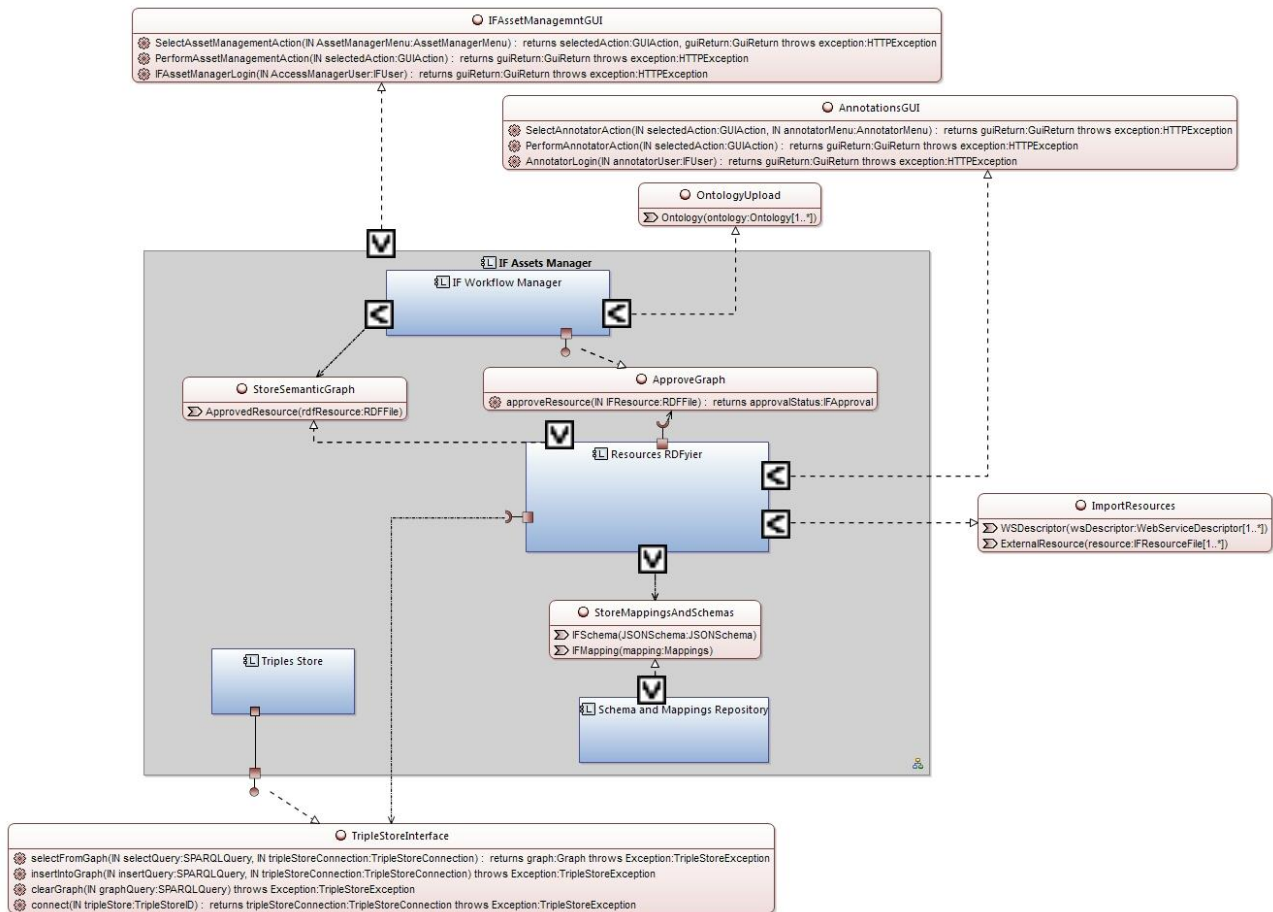 IFAssetManagemntGUI
SelectAssetManagementAction(IN AssetManagerMenu:AssetManagerMenu) : returns selectedAction:GUIAction, guiReturn:GuiReturn throws exception:HTTPException
PerformAssetManagementAction(IN selectedAction:GUIAction) : returns guiReturn:GuiReturn throws exception:HTTPException
IFAssetManagerLogin(IN AccessManagerUser:IFUser) : returns guiReturn:GuiReturn throws exception:HTTPException
AnnotationsGUI
SelectAnnotatorAction(IN selectedAction:GUIAction, IN annotatorMenu:AnnotatorMenu) : returns guiReturn:GuiReturn throws exception:HTTPException
PerformAnnotatorAction(IN selectedAction:GUIAction) : returns guiReturn:GuiReturn throws exception:HTTPException
AnnotatorLogin(IN annotatorUser:IFUser) : returns guiReturn:GuiReturn throws exception:HTTPException
OntologyUpload
Ontology(ontology:Ontology[1..*])
IF Assets Manager
IF Workflow Manager
StoreSemanticGraph
ApprovedResource(rdfResource:RDFFile)
ApproveGraph
approveResource(IN IFResource:RDFFile) : returns approvalStatus:IFApproval
Resources RDFyier
ImportResources
WSDescriptor(wsDescriptor:WebServiceDescriptor[1..*])
ExternalResource(resource:IFResourceFile[1..*])
StoreMappingsAndSchemas
IFSchema(JSONSchema:JSONSchema)
IFMapping(mapping:Mappings)
Triples Store
Schema and Mappings Repository
TripleStoreInterface
selectFromGaph(IN selectQuery:SPARQLQuery, IN tripleStoreConnection:TripleStoreConnection) : returns graph:Graph throws Exception:TripleStoreException
insertIntoGraph(IN insertQuery:SPARQLQuery, IN tripleStoreConnection:TripleStoreConnection) throws Exception:TripleStoreException
clearGraph(IN graphQuery:SPARQLQuery) throws Exception:TripleStoreException
connect(IN tripleStore:TripleStoreID) : returns tripleStoreConnection:TripleStoreConnection throws Exception:TripleStoreException